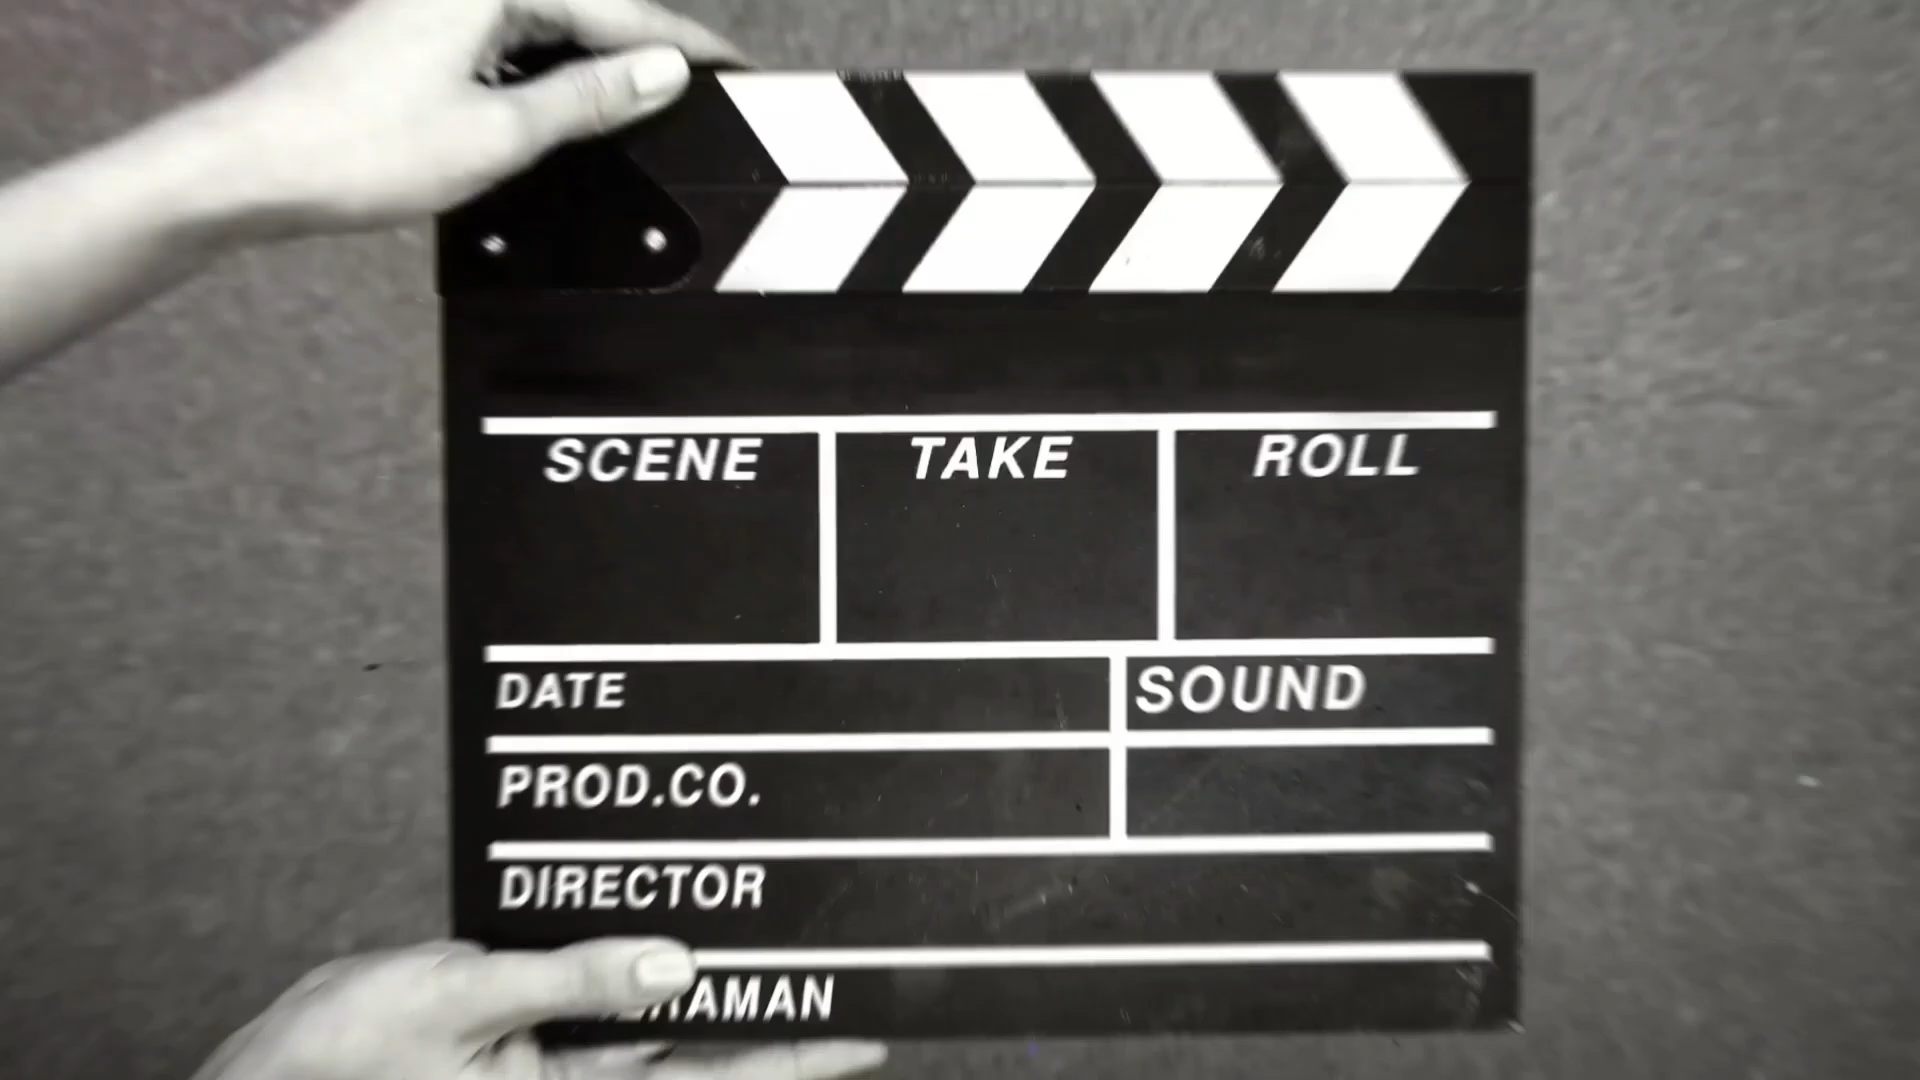 SCENE TAKE ROLL
DATE SOUND
PROD.CO.
DIRECTOR